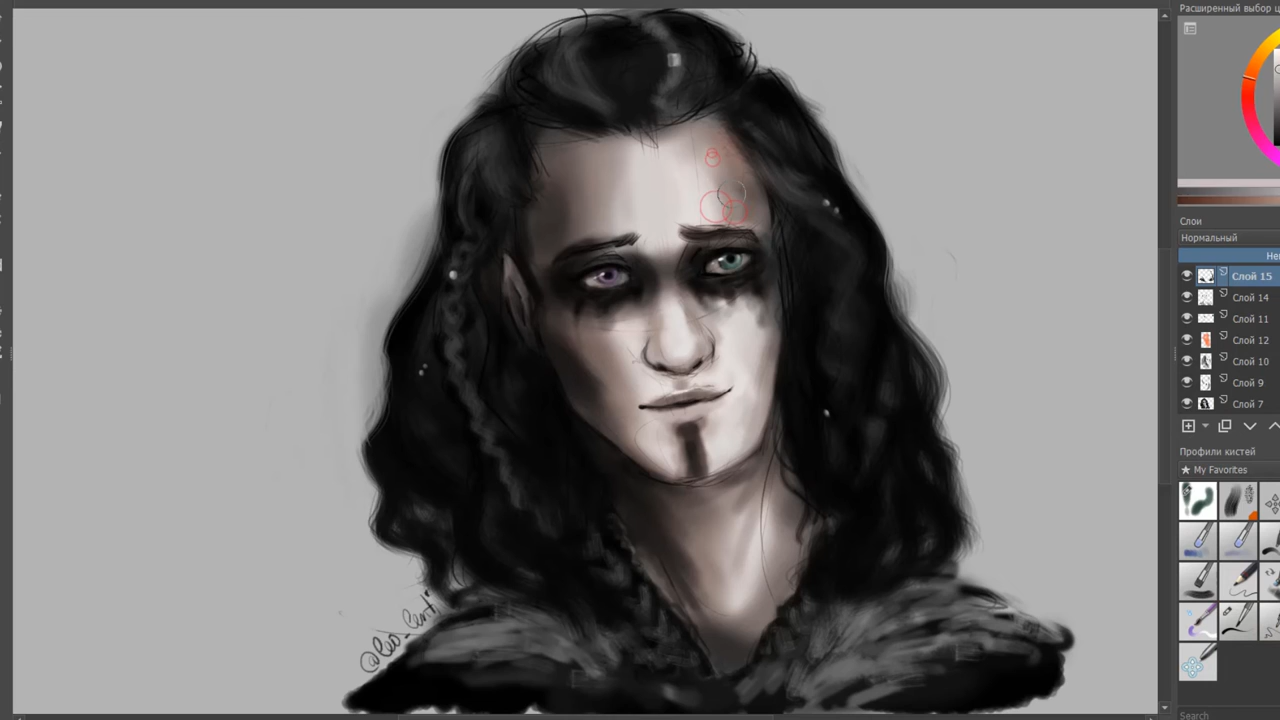 Расширенный выбор ц
Слои
Нормальный
Не
Слой 15
Слой 14
Слой 11
Слой 12
Слой 10
Слой 9
Слой 7
Профили кистей
★ My Favorites
Search